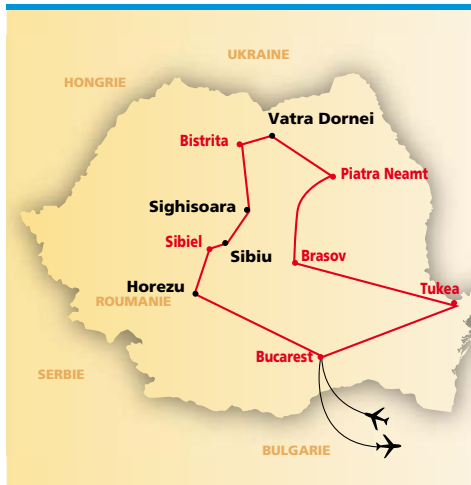 UKRAINE
HONGRIE
Vatra Dornei
Bistrita
Piatra Neamt
Sighisoara
Sibiel
Sibiu
Brasov
Horezu
Tukea
ROUMANIE
Bucarest
SERBIE
BULGARIE